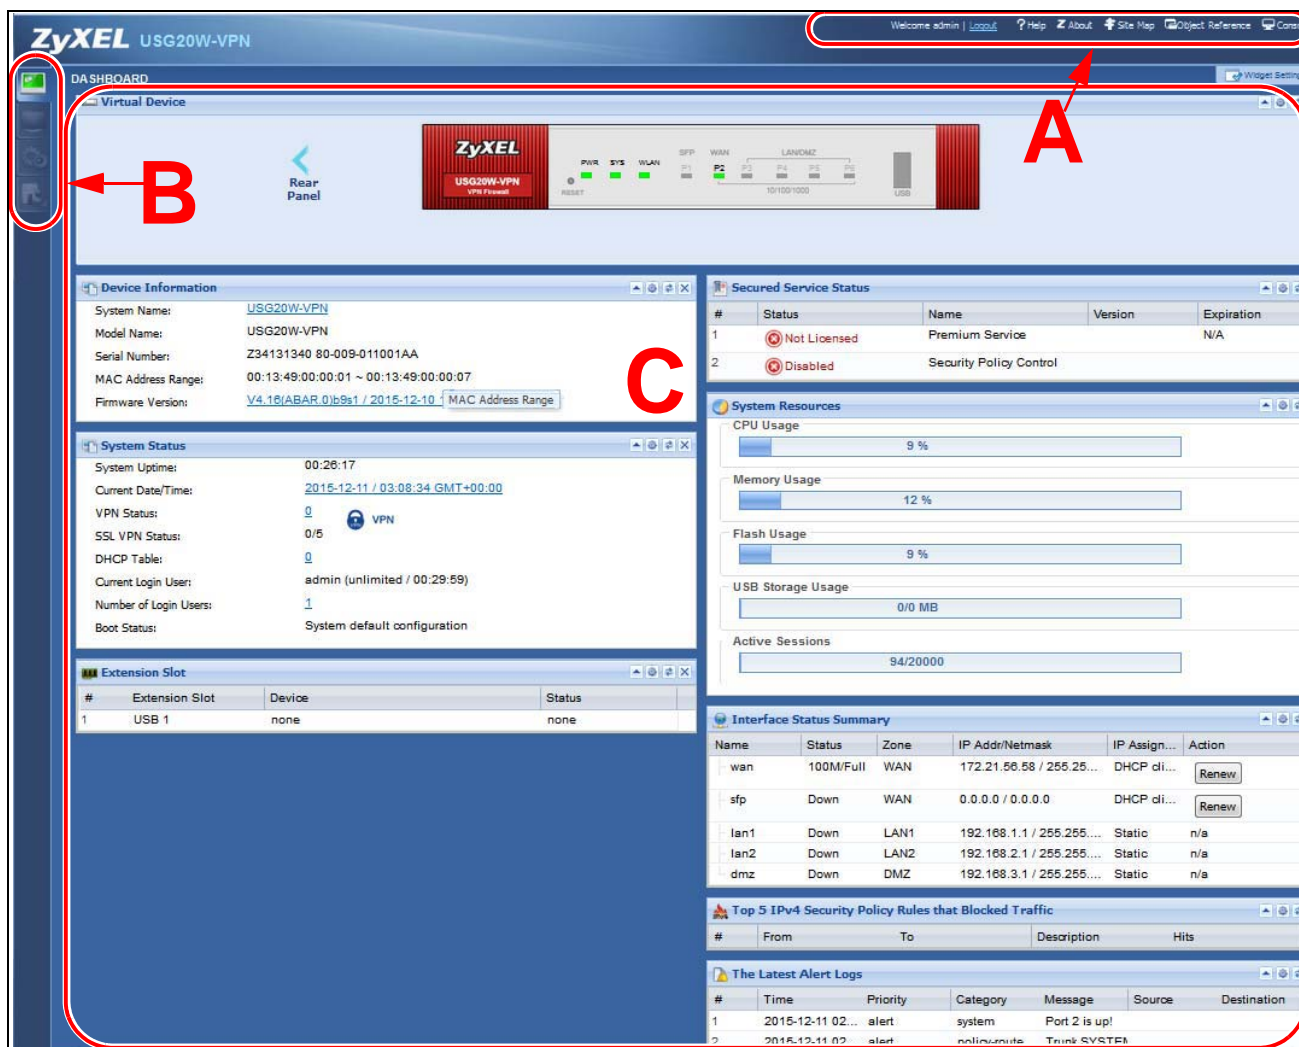 ZyXEL USG20W-VPN
Welcome admin | Logout ?Help Z About Site Map Object Reference
A
DASHBOARD
Virtual Device
B
Rear
Panel
ZyXEL
USG20W-VPN
VPN Firewall
PWR SYS WLAN SFP WAN LAN/DMZ
P1 P2 P3 P4 P5 P6
RESET 10/100/1000 USB
C
Device Information
System Name: USG20W-VPN
Model Name: USG20W-VPN
Serial Number: Z34131340 80-009-011001AA
MAC Address Range: 00:13:49:00:00:01 ~ 00:13:49:00:00:07
Firmware Version: V4.16(ABAR.0)b9s1 / 2015-12-10
MAC Address Range
System Status
System Uptime: 00:26:17
Current Date/Time: 2015-12-11 / 03:08:34 GMT+00:00
VPN Status: 0 VPN
SSL VPN Status: 0/5
DHCP Table: 0
Current Login User: admin (unlimited / 00:29:59)
Number of Login Users: 1
Boot Status: System default configuration
Extension Slot
# Extension Slot Device Status
1 USB 1 none none
Secured Service Status
# Status Name Version Expiration
1 Not Licensed Premium Service N/A
2 Disabled Security Policy Control
System Resources
CPU Usage
9 %
Memory Usage
12 %
Flash Usage
9 %
USB Storage Usage
0/0 MB
Active Sessions
94/20000
Interface Status Summary
Name Status Zone IP Addr/Netmask IP Assign... Action
wan 100M/Full WAN 172.21.56.58 / 255.25... DHCP cli... Renew
sfp Down WAN 0.0.0.0 / 0.0.0.0 DHCP cli... Renew
lan1 Down LAN1 192.168.1.1 / 255.255.... Static n/a
lan2 Down LAN2 192.168.2.1 / 255.255.... Static n/a
dmz Down DMZ 192.168.3.1 / 255.255.... Static n/a
Top 5 IPv4 Security Policy Rules that Blocked Traffic
# From To Description Hits
The Latest Alert Logs
# Time Priority Category Message Source Destination
1 2015-12-11 02... alert system Port 2 is up!
2 2015-12-11 02 alert policy-route Trunk SYSTEM